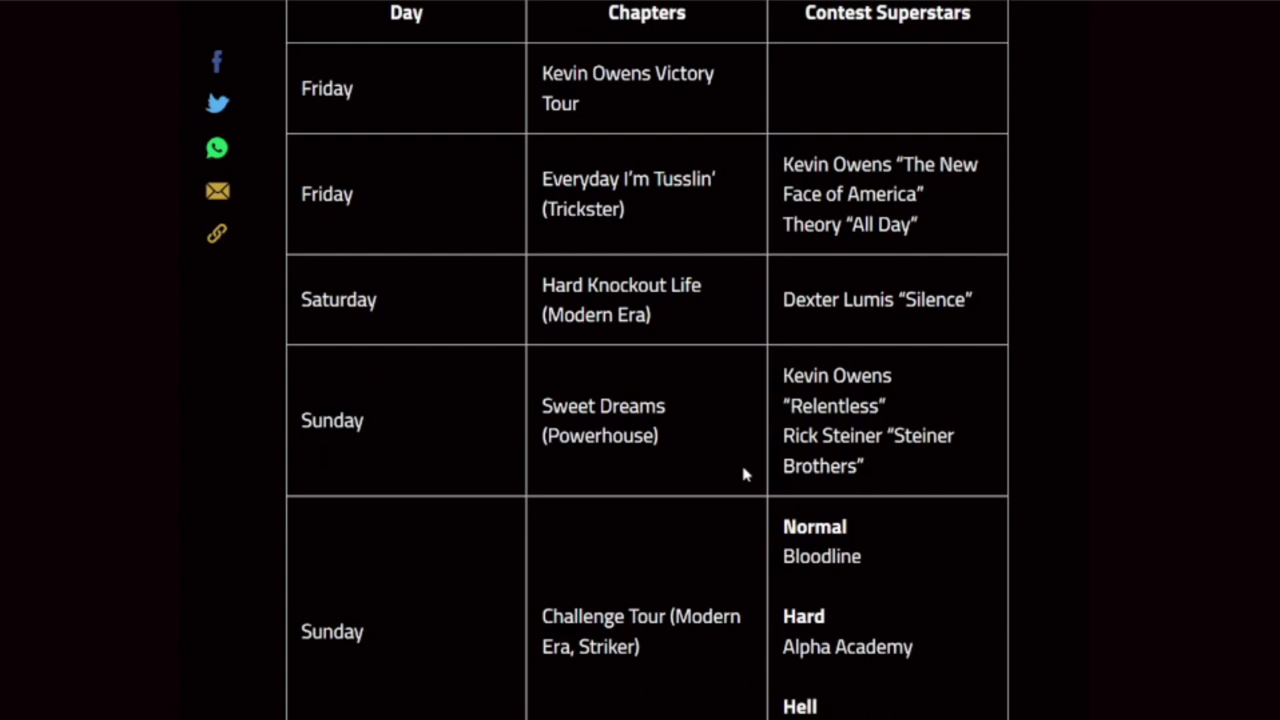 Day
Chapters
Contest Superstars
Friday
Kevin Owens Victory
Tour
Friday
Everyday I’m Tusslin’
(Trickster)
Kevin Owens “The New
Face of America”
Theory “All Day”
Saturday
Hard Knockout Life
(Modern Era)
Dexter Lumis “Silence”
Sunday
Sweet Dreams
(Powerhouse)
Kevin Owens
“Relentless”
Rick Steiner “Steiner
Brothers”
Sunday
Challenge Tour (Modern
Era, Striker)
Normal
Bloodline
Hard
Alpha Academy
Hell